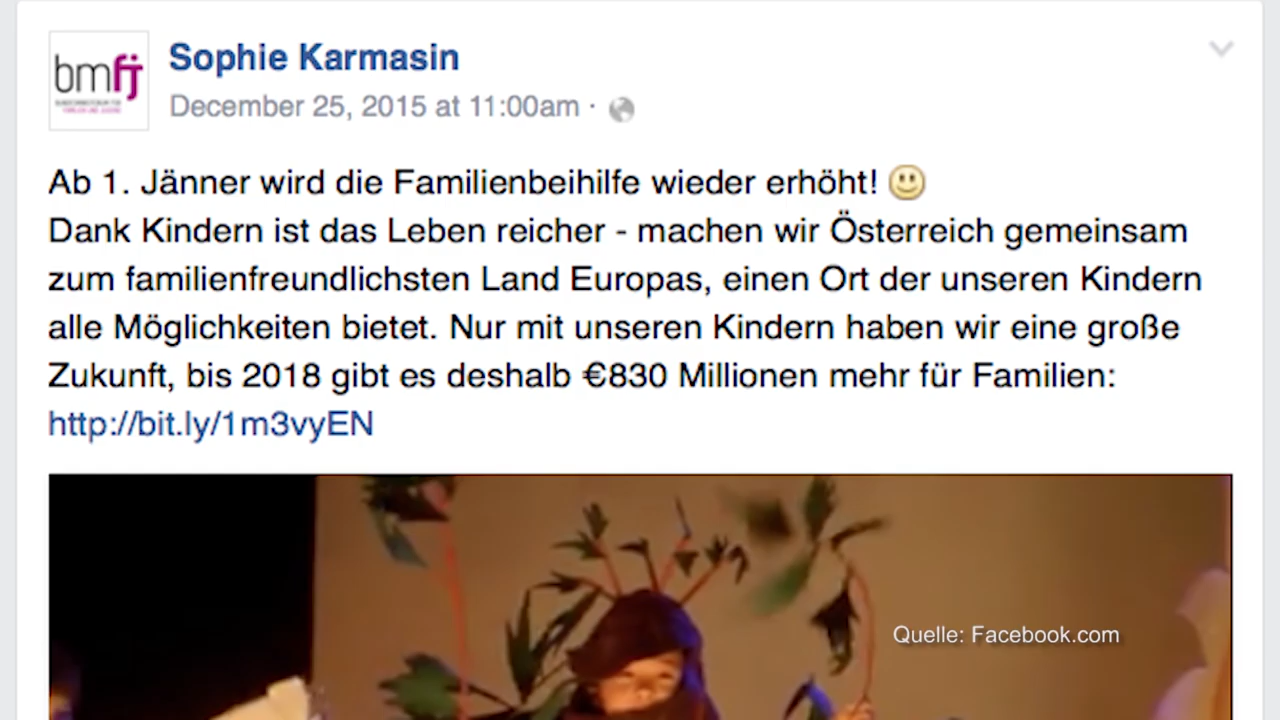 bmfj
Sophie Karmasin
December 25, 2015 at 11:00am ·
Ab 1. Jänner wird die Familienbeihilfe wieder erhöht!
Dank Kindern ist das Leben reicher - machen wir Österreich gemeinsam
zum familienfreundlichsten Land Europas, einen Ort der unseren Kindern
alle Möglichkeiten bietet. Nur mit unseren Kindern haben wir eine große
Zukunft, bis 2018 gibt es deshalb €830 Millionen mehr für Familien:
http://bit.ly/1m3vyEN
Quelle: Facebook.com